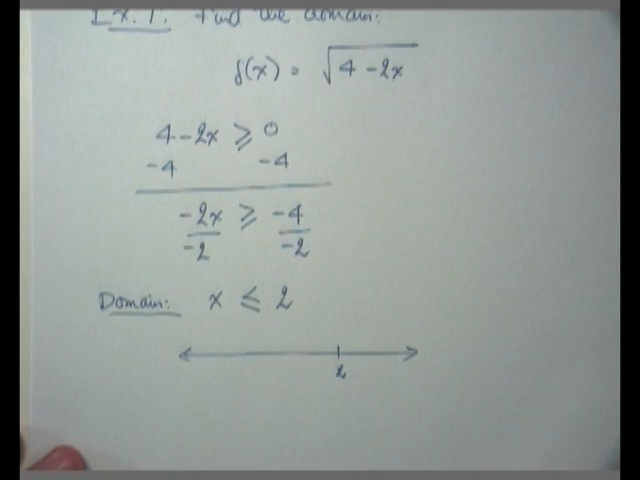 Ex. 1. Find the domain:
f(x) = √4 - 2x
4 - 2x ≥ 0
-4 -4
-2x ≥ -4
-2 -2
Domain: x ≤ 2
2